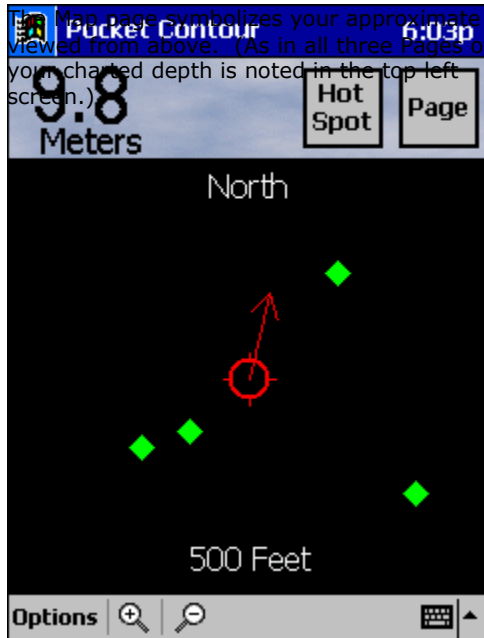 The Map page symbolizes your approximate
viewed from above. (As in all three Pages o
your charted depth is noted in the top left
screen.)
Pocket Contour 6:03p
9.8
Meters
Hot
Spot
Page
North
500 Feet
Options